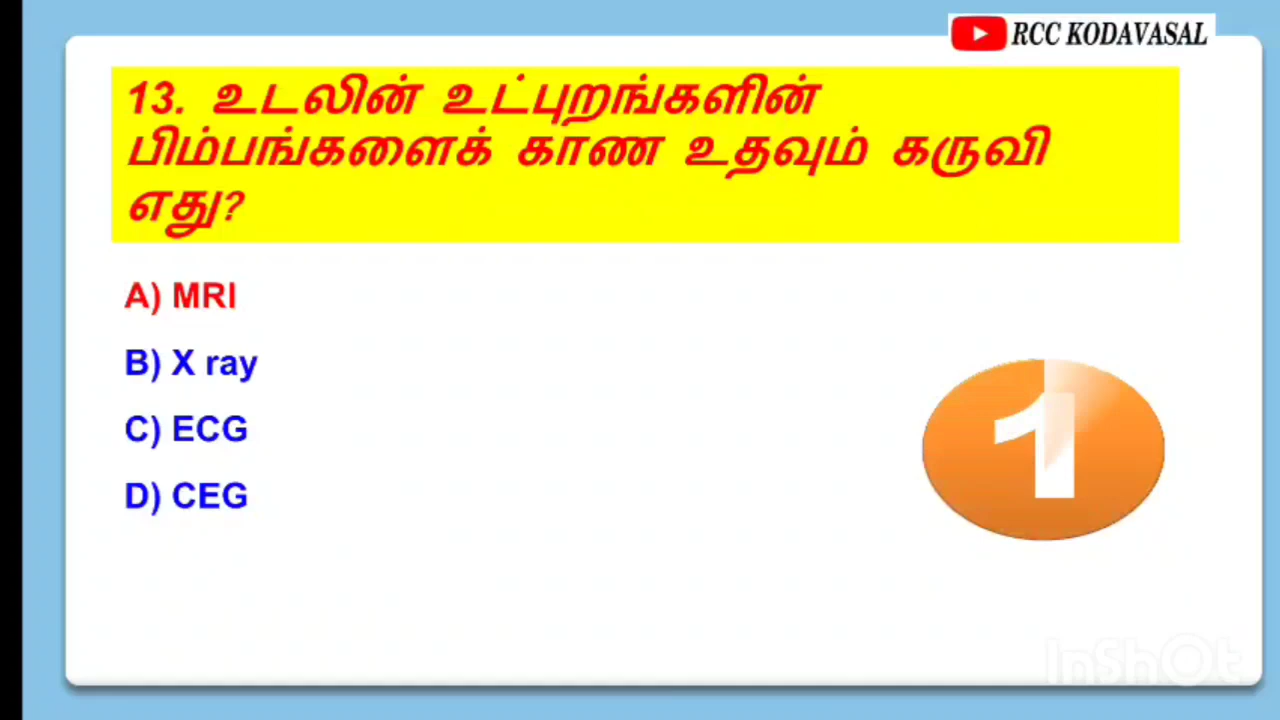 RCC KODAVASAL
13. உடலின் உட்புறங்களின்
பிம்பங்களைக் காண உதவும் கருவி
எது?
A) MRI
B) X ray
C) ECG
D) CEG
1
InShOt